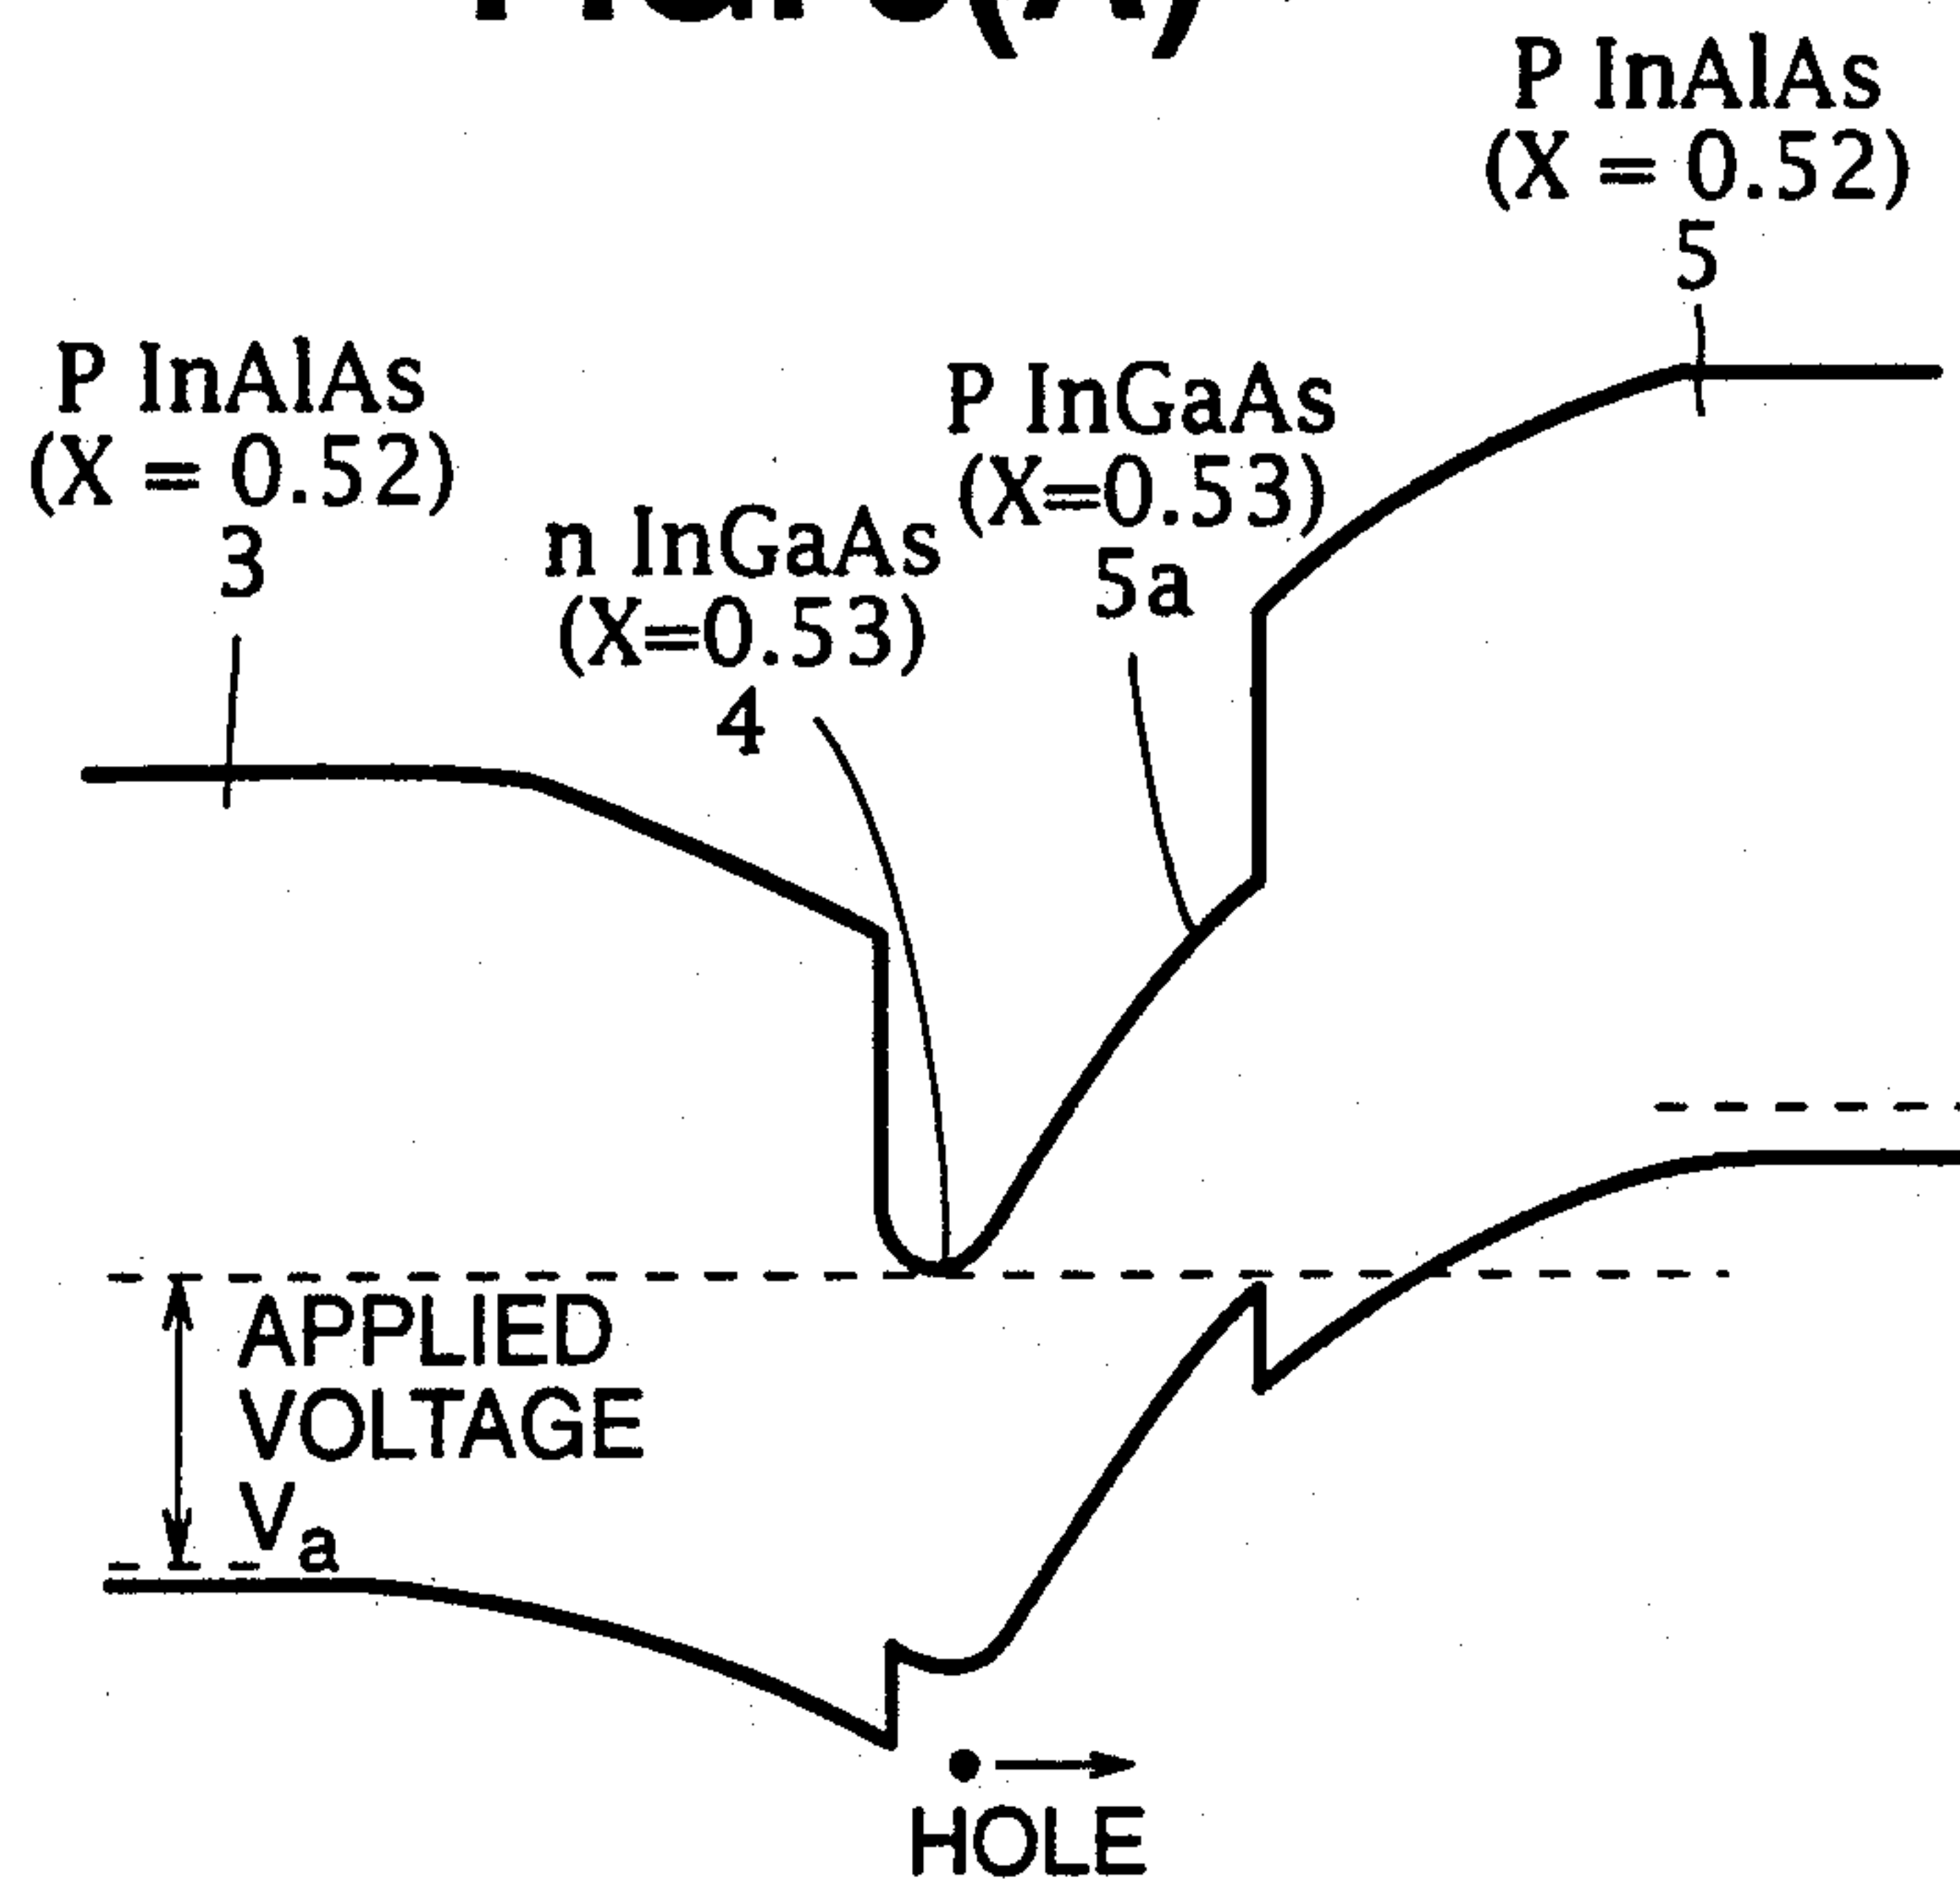 P InAlAs
(X = 0.52)
5
P InAlAs
(X = 0.52)
3
P InGaAs
(X=0.53)
5a
n InGaAs
(X=0.53)
4
APPLIED
VOLTAGE
Va
HOLE